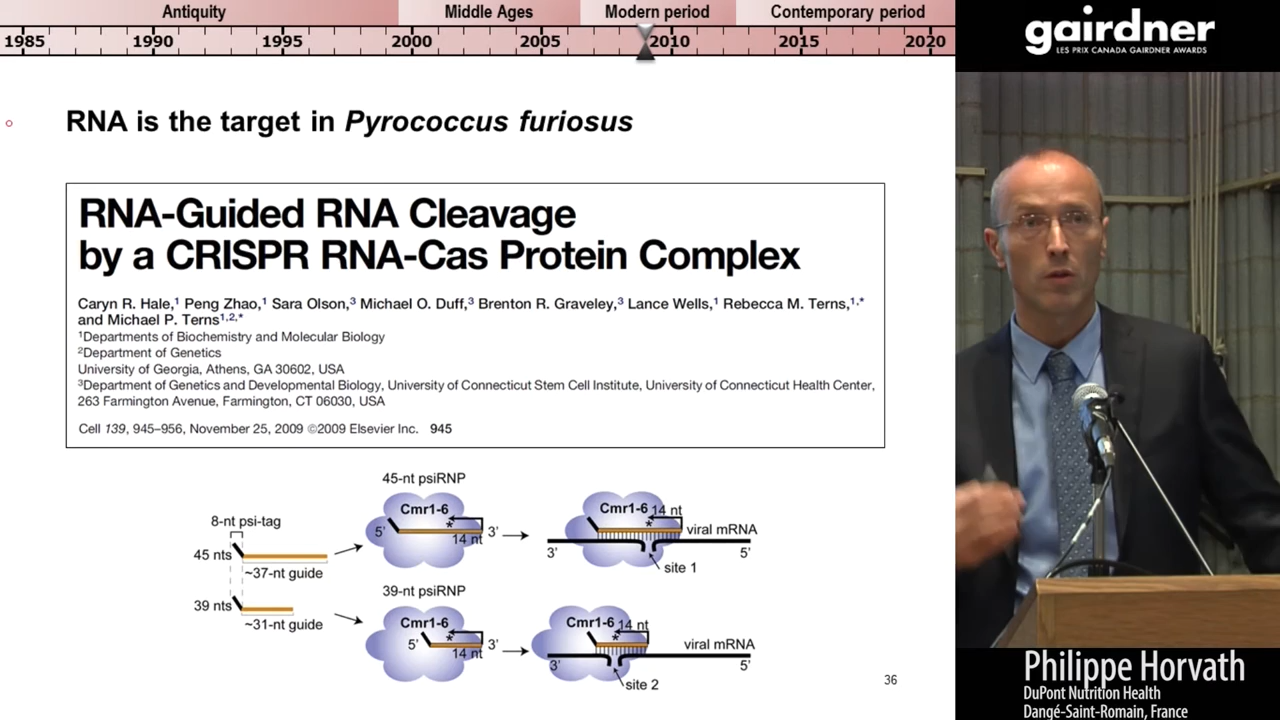 Antiquity Middle Ages Modern period Contemporary period
1985 1990 1995 2000 2005 2010 2015 2020
RNA is the target in Pyrococcus furiosus
RNA-Guided RNA Cleavage
by a CRISPR RNA-Cas Protein Complex
Caryn R. Hale,1 Peng Zhao,1 Sara Olson,3 Michael O. Duff,3 Brenton R. Graveley,3 Lance Wells,1 Rebecca M. Terns,1,*
and Michael P. Terns1,2,*
1Departments of Biochemistry and Molecular Biology
2Department of Genetics
University of Georgia, Athens, GA 30602, USA
3Department of Genetics and Developmental Biology, University of Connecticut Stem Cell Institute, University of Connecticut Health Center,
263 Farmington Avenue, Farmington, CT 06030, USA
Cell 139, 945–956, November 25, 2009 ©2009 Elsevier Inc. 945
45-nt psiRNP
8-nt psi-tag
45 nts
~37-nt guide
Cmr1-6
5' * 3'
14 nt
Cmr1-6 14 nt
*
viral mRNA
3' 5'
site 1
39-nt psiRNP
39 nts
~31-nt guide
Cmr1-6
5' * 3'
14 nt
Cmr1-6 14 nt
*
viral mRNA
3' 5'
site 2
36
gairdner
LES PRIX CANADA GAIRDNER AWARDS
Philippe Horvath
DuPont Nutrition Health
Dangé-Saint-Romain, France